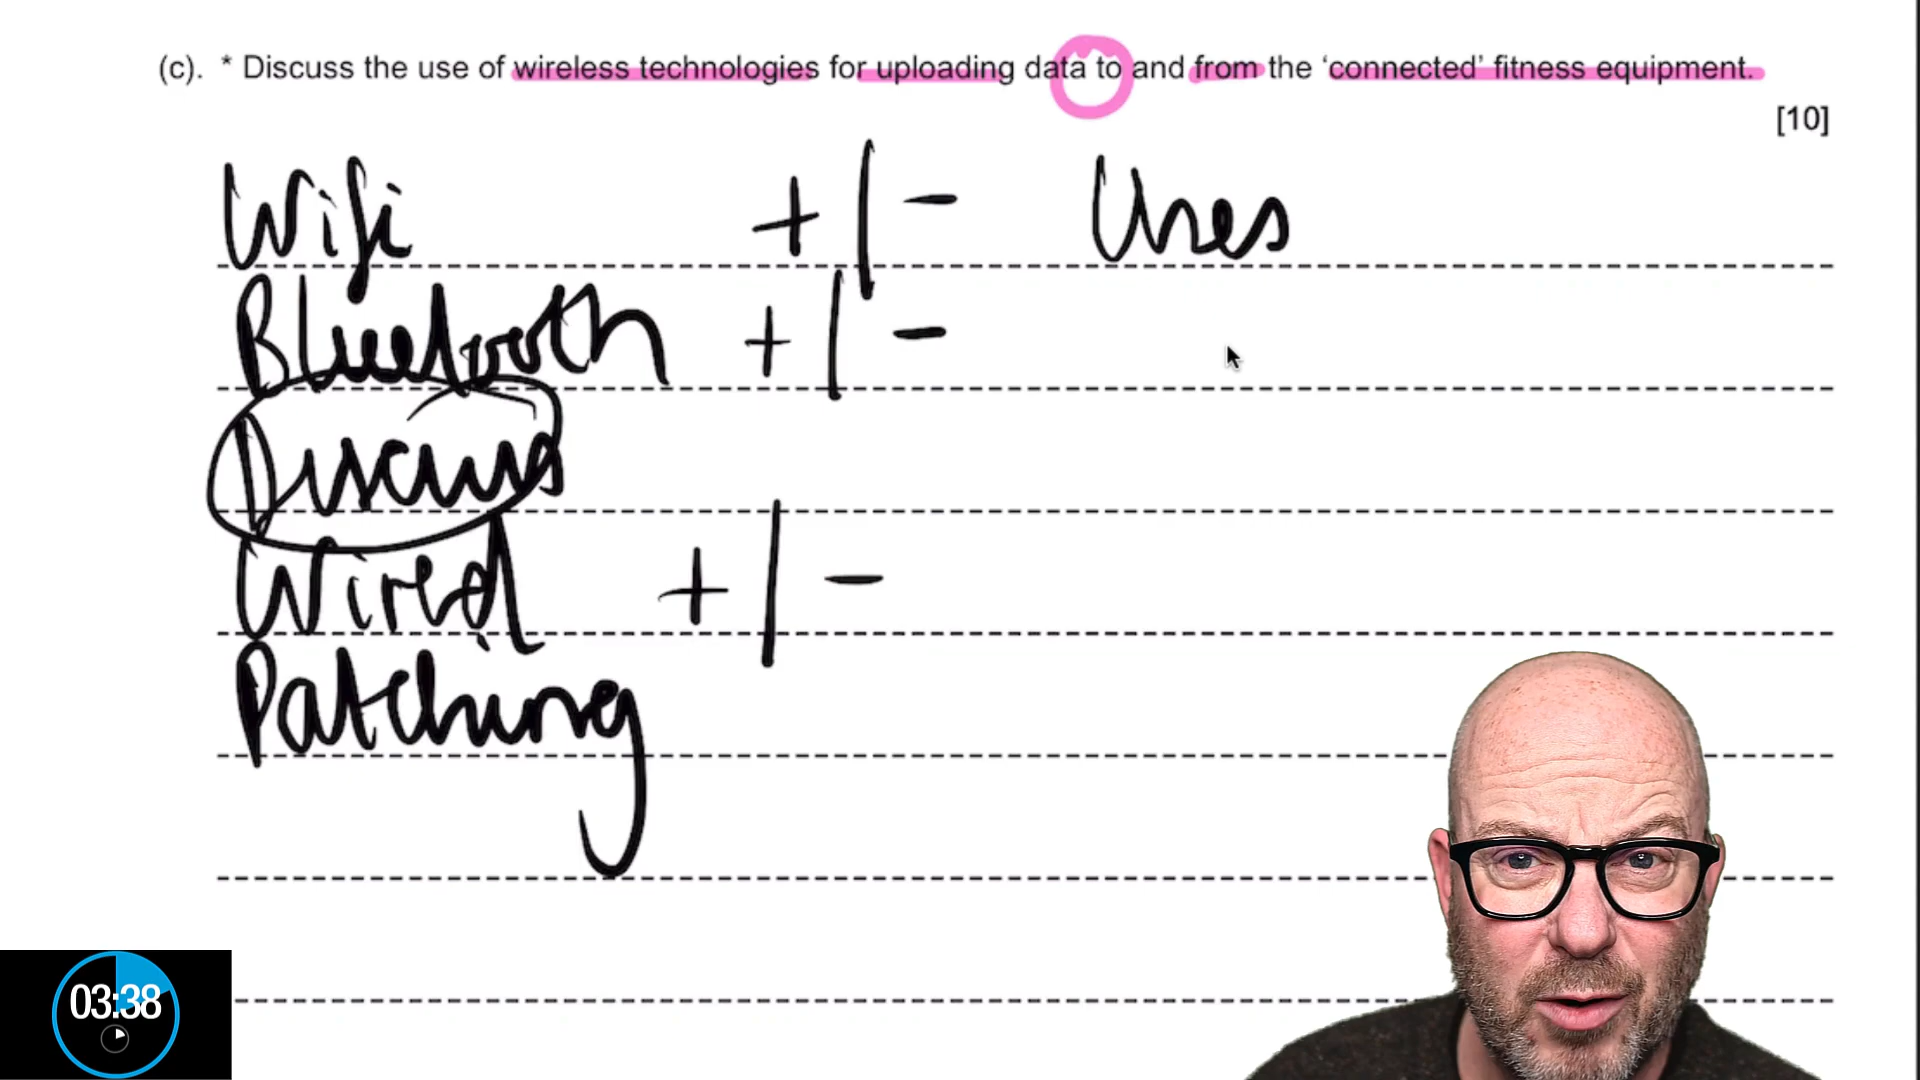 (c). * Discuss the use of wireless technologies for uploading data to and from the ‘connected’ fitness equipment.
[10]
Wifi + | - Uses
Bluetooth + | -
Discuss
Wired + | -
Patching
03:38